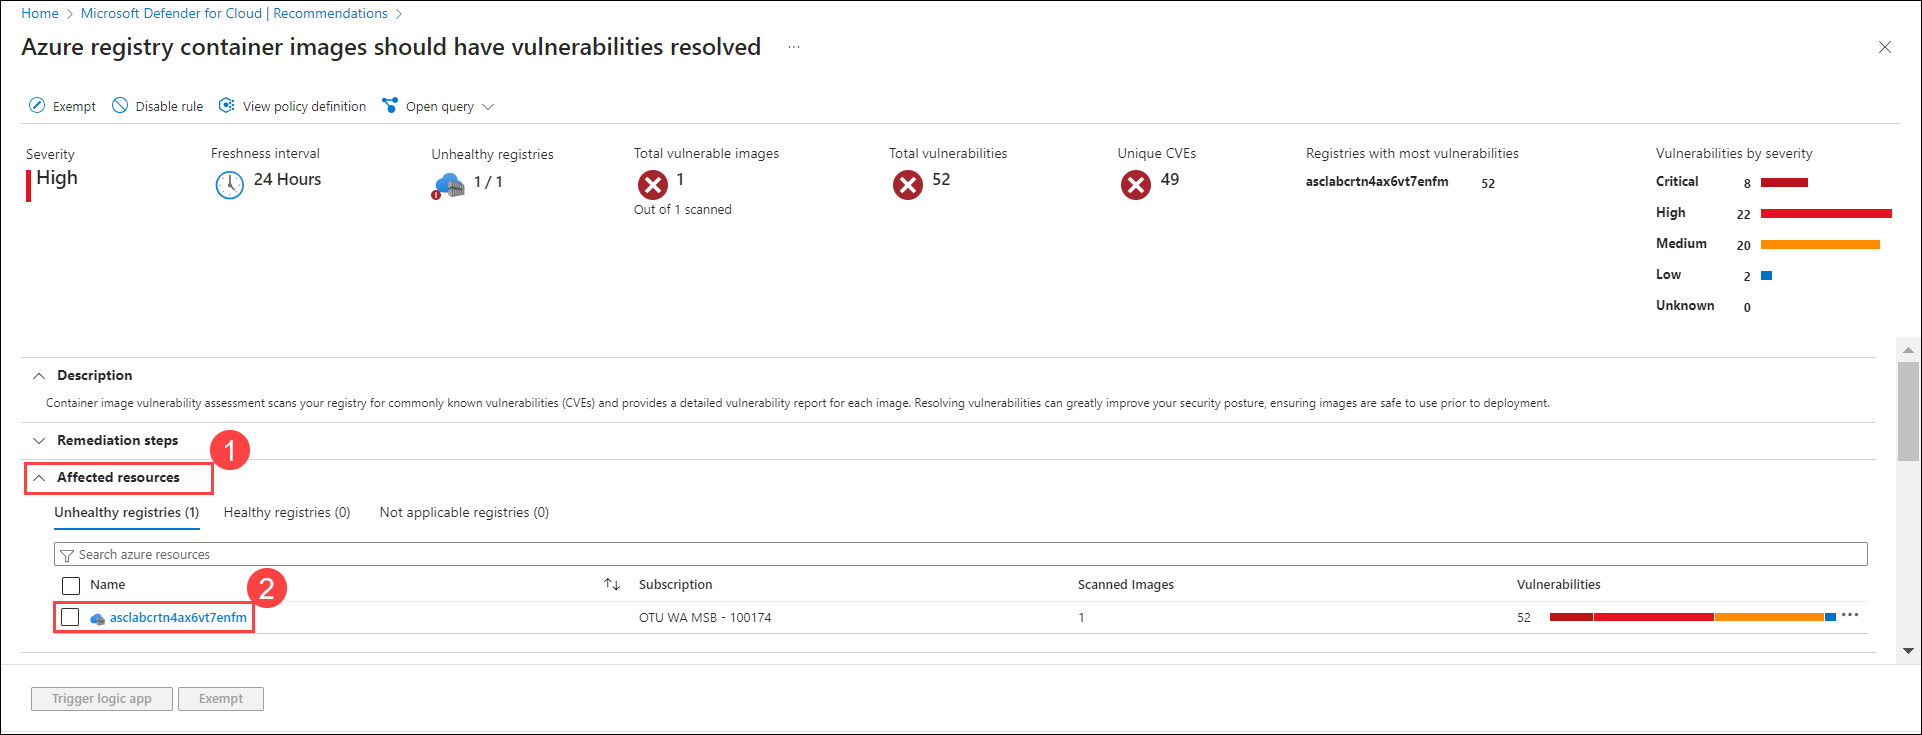 Home > Microsoft Defender for Cloud | Recommendations >
Azure registry container images should have vulnerabilities resolved ...
Exempt Disable rule View policy definition Open query
Severity
High
Freshness interval
24 Hours
Unhealthy registries
1 / 1
Total vulnerable images
1
Out of 1 scanned
Total vulnerabilities
52
Unique CVEs
49
Registries with most vulnerabilities
asclabcrtn4ax6vt7enfm 52
Vulnerabilities by severity
Critical 8
High 22
Medium 20
Low 2
Unknown 0
Description
Container image vulnerability assessment scans your registry for commonly known vulnerabilities (CVEs) and provides a detailed vulnerability report for each image. Resolving vulnerabilities can greatly improve your security posture, ensuring images are safe to use prior to deployment.
Remediation steps
1
Affected resources
Unhealthy registries (1) Healthy registries (0) Not applicable registries (0)
Search azure resources
Name Subscription Scanned Images Vulnerabilities
2
asclabcrtn4ax6vt7enfm OTU WA MSB - 100174 1 52 ...
Trigger logic app Exempt